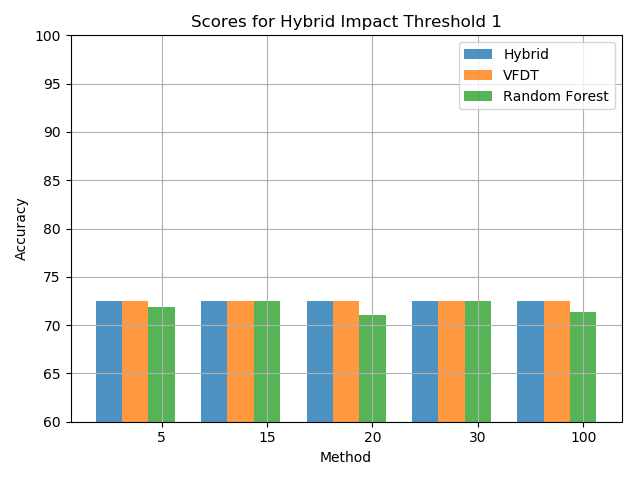 Scores for Hybrid Impact Threshold 1
100
95
90
85
80
75
70
65
60
Accuracy
Hybrid
VFDT
Random Forest
5
15
20
30
100
Method